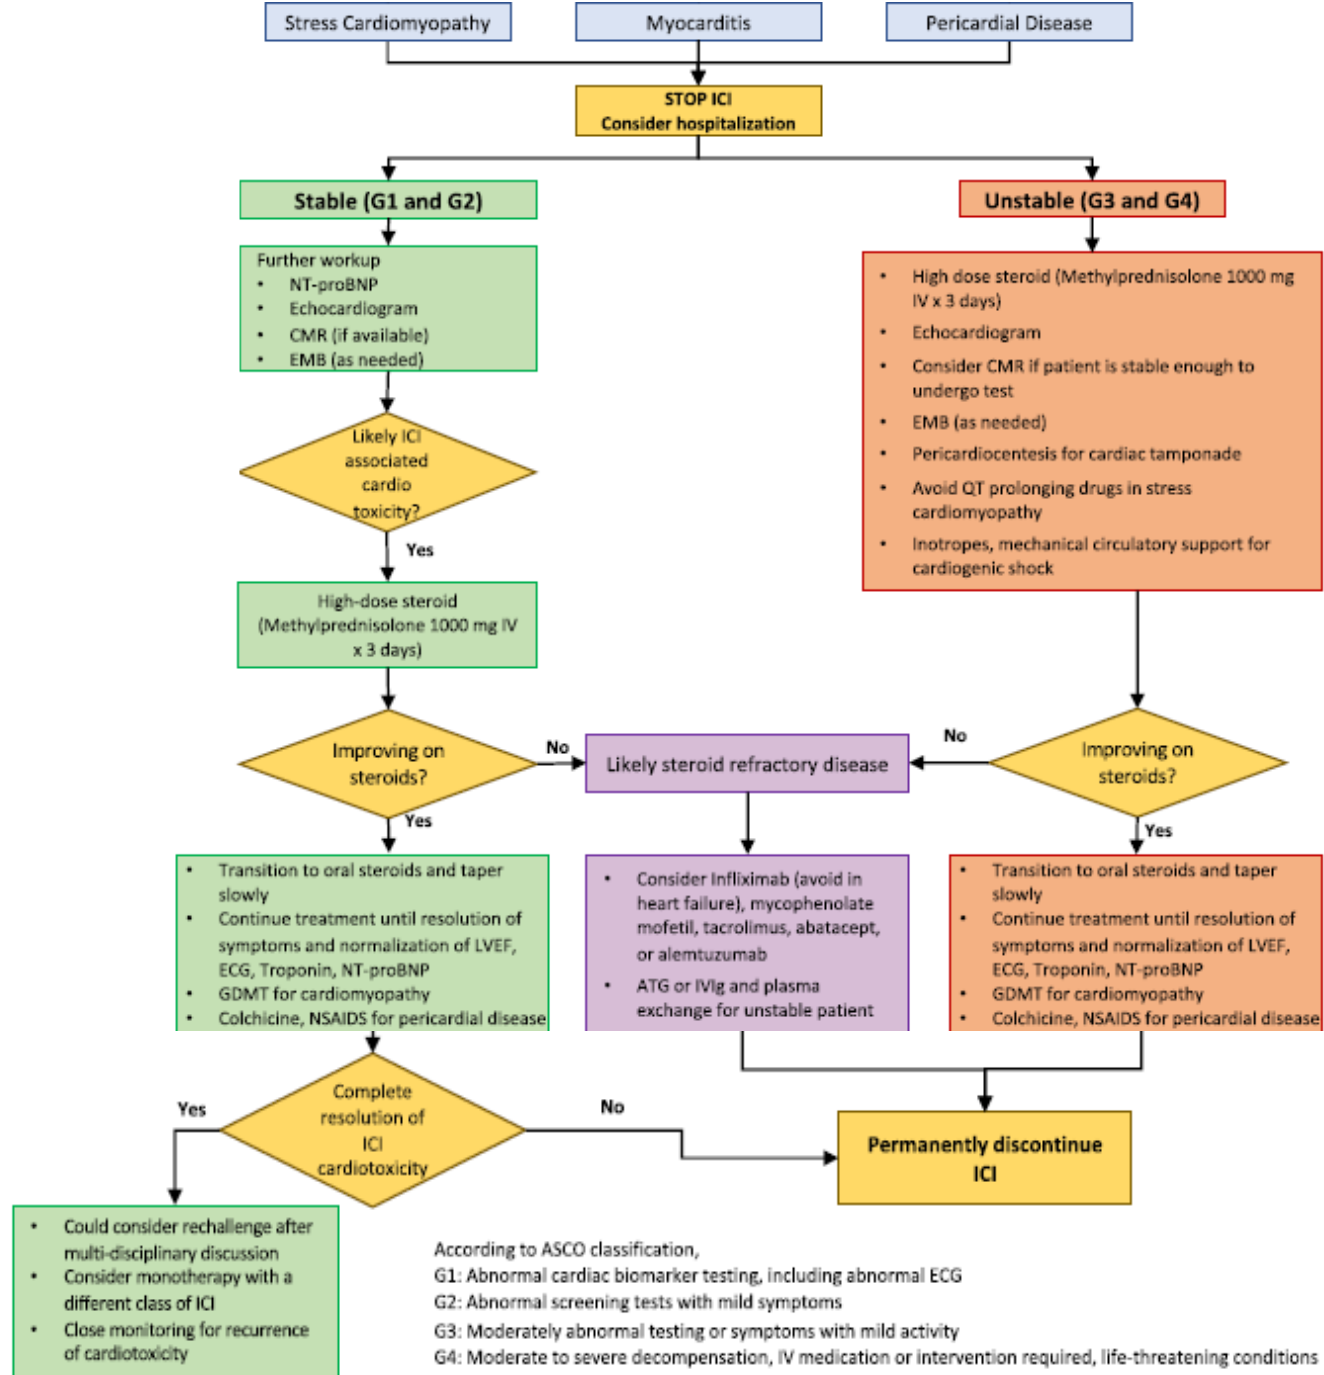 Stress Cardiomyopathy
Myocarditis
Pericardial Disease
STOP ICI
Consider hospitalization
Stable (G1 and G2)
Unstable (G3 and G4)
Further workup
• NT-proBNP
• Echocardiogram
• CMR (if available)
• EMB (as needed)
• High dose steroid (Methylprednisolone 1000 mg
IV x 3 days)
• Echocardiogram
• Consider CMR if patient is stable enough to
undergo test
• EMB (as needed)
• Pericardiocentesis for cardiac tamponade
• Avoid QT prolonging drugs in stress
cardiomyopathy
• Inotropes, mechanical circulatory support for
cardiogenic shock
Likely ICI
associated
cardio
toxicity?
Yes
High-dose steroid
(Methylprednisolone 1000 mg IV
x 3 days)
Improving on
steroids?
No
Likely steroid refractory disease
No
Improving on
steroids?
Yes
Yes
• Transition to oral steroids and taper
slowly
• Continue treatment until resolution of
symptoms and normalization of LVEF,
ECG, Troponin, NT-proBNP
• GDMT for cardiomyopathy
• Colchicine, NSAIDS for pericardial disease
• Consider Infliximab (avoid in
heart failure), mycophenolate
mofetil, tacrolimus, abatacept,
or alemtuzumab
• ATG or IVIg and plasma
exchange for unstable patient
• Transition to oral steroids and taper
slowly
• Continue treatment until resolution of
symptoms and normalization of LVEF,
ECG, Troponin, NT-proBNP
• GDMT for cardiomyopathy
• Colchicine, NSAIDS for pericardial disease
Complete
resolution of
ICI
cardiotoxicity
Yes
No
Permanently discontinue
ICI
• Could consider rechallenge after
multi-disciplinary discussion
• Consider monotherapy with a
different class of ICI
• Close monitoring for recurrence
of cardiotoxicity
According to ASCO classification,
G1: Abnormal cardiac biomarker testing, including abnormal ECG
G2: Abnormal screening tests with mild symptoms
G3: Moderately abnormal testing or symptoms with mild activity
G4: Moderate to severe decompensation, IV medication or intervention required, life-threatening conditions